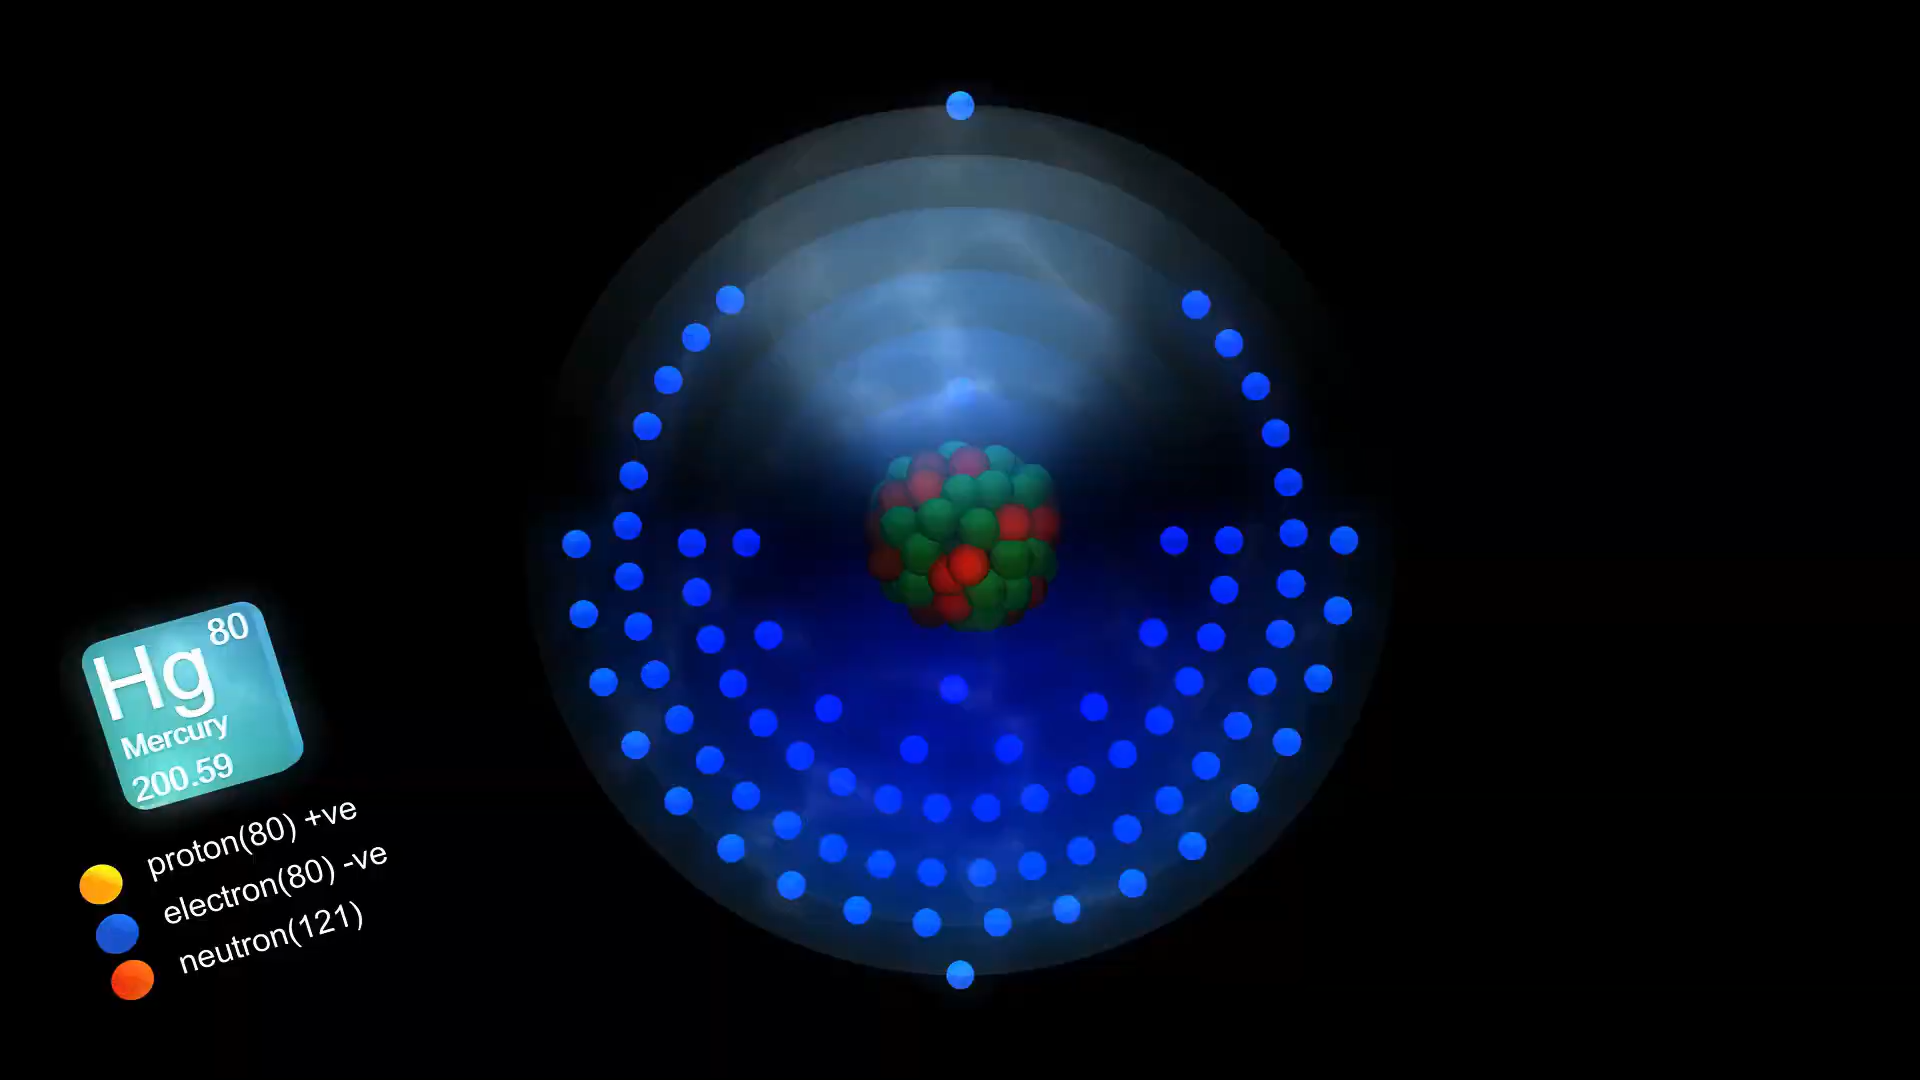 80
Hg
Mercury
200.59
proton(80) +ve
electron(80) -ve
neutron(121)